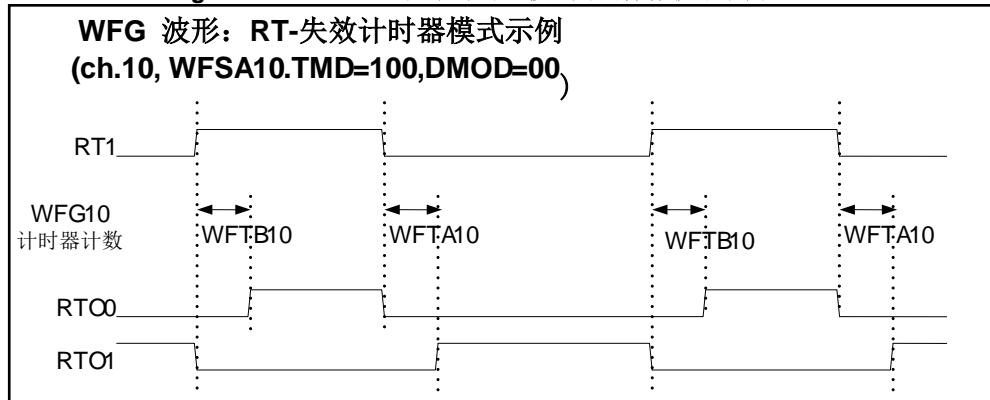 WFG 波形：RT-失效计时器模式示例
(ch.10, WFSA10.TMD=100,DMOD=00)
RT1
WFG10
计时器计数
WFTB10 WFTA10 WFTB10 WFTA10
RTO0
RTO1